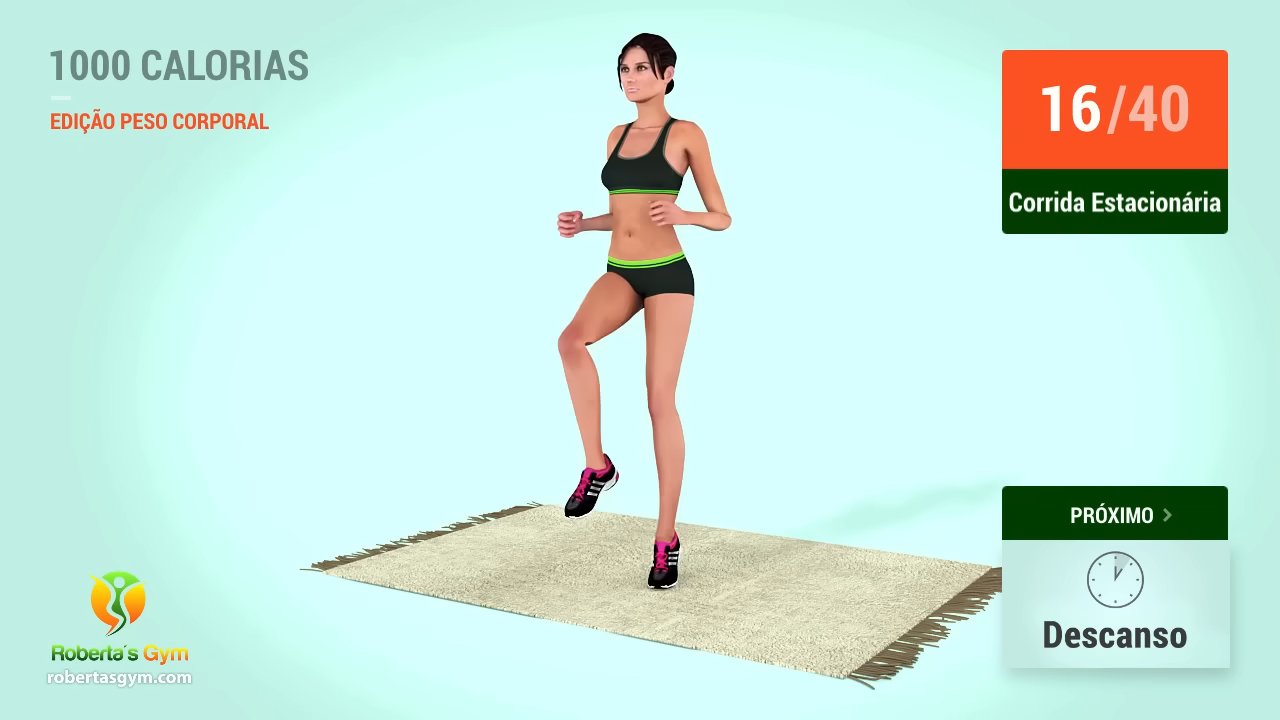 1000 CALORIAS
EDIÇÃO PESO CORPORAL
16/40
Corrida Estacionária
PRÓXIMO >
Descanso
Roberta's Gym
robertasgym.com